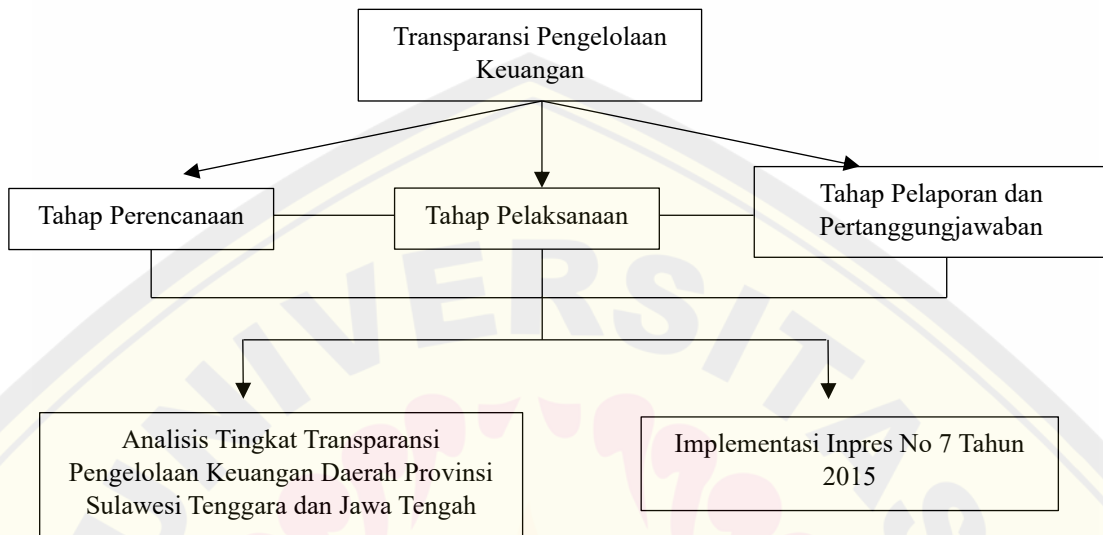 Transparansi Pengelolaan
Keuangan
Tahap Perencanaan
Tahap Pelaksanaan
Tahap Pelaporan dan
Pertanggungjawaban
Analisis Tingkat Transparansi
Pengelolaan Keuangan Daerah Provinsi
Sulawesi Tenggara dan Jawa Tengah
Implementasi Inpres No 7 Tahun
2015
UNIVERSITAS